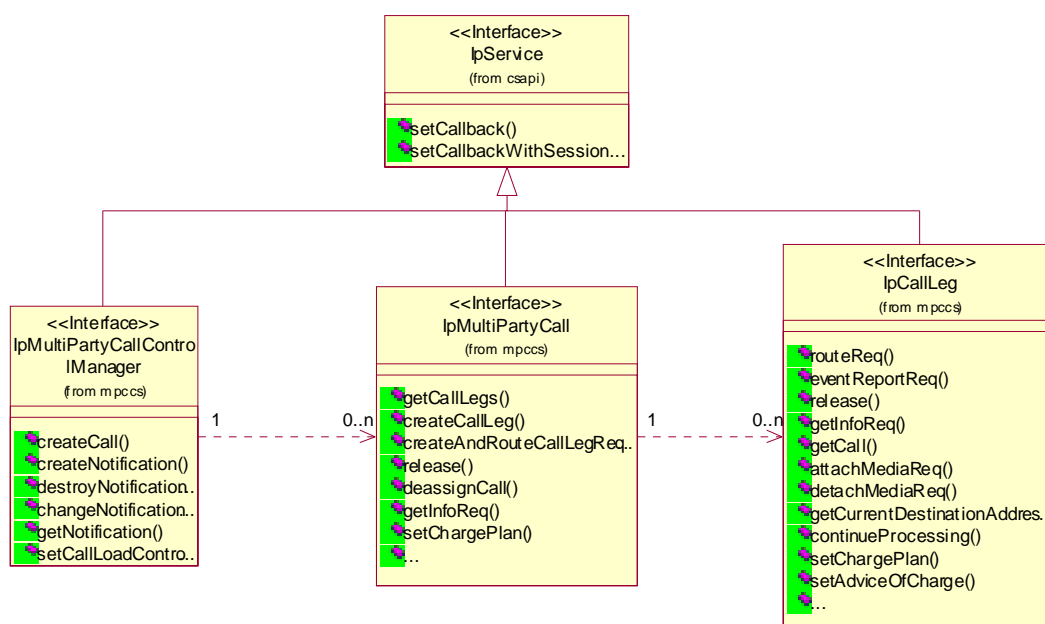 <<Interface>>
IpService
(from csapi)
setCallback()
setCallbackWithSession...
<<Interface>>
IpMultiPartyCallContro
lManager
(from mpccs)
createCall()
createNotification()
destroyNotification...
changeNotification...
getNotification()
setCallLoadContro...
1
0..n
<<Interface>>
IpMultiPartyCall
(from mpccs)
getCallLegs()
createCallLeg()
createAndRouteCallLegReq...
release()
deassignCall()
getInfoReq()
setChargePlan()
...
1
0..n
<<Interface>>
IpCallLeg
(from mpccs)
routeReq()
eventReportReq()
release()
getInfoReq()
getCall()
attachMediaReq()
detachMediaReq()
getCurrentDestinationAddres...
continueProcessing()
setChargePlan()
setAdviceOfCharge()
...